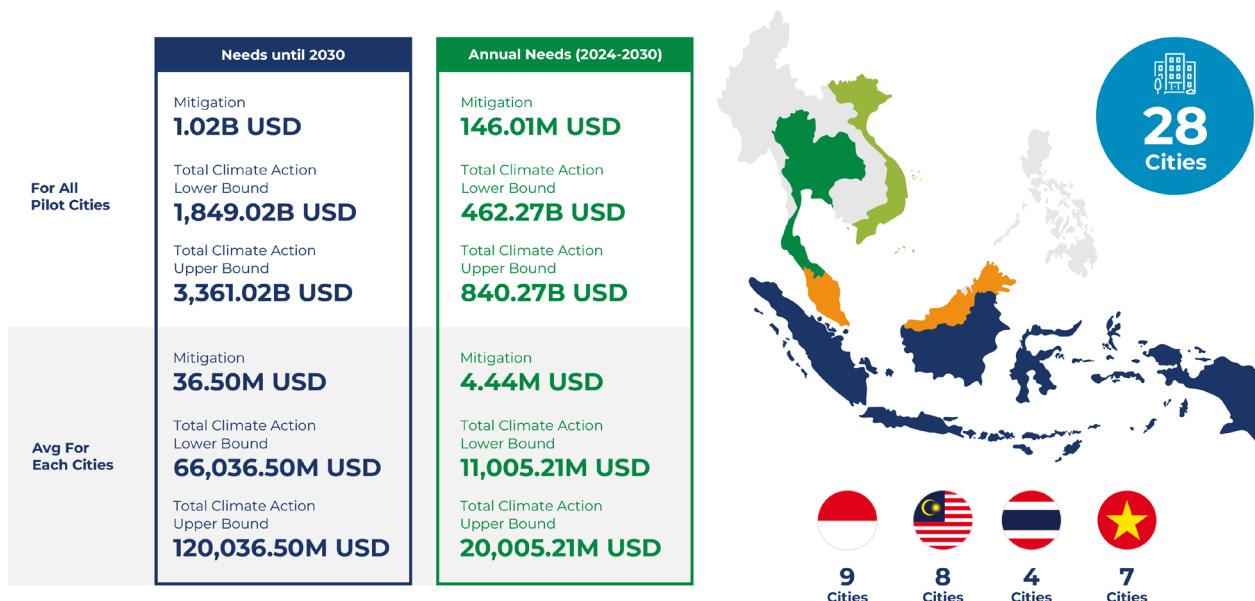 Needs until 2030
Annual Needs (2024-2030)
For All
Pilot Cities
Mitigation
1.02B USD
Total Climate Action
Lower Bound
1,849.02B USD
Total Climate Action
Upper Bound
3,361.02B USD
Mitigation
146.01M USD
Total Climate Action
Lower Bound
462.27B USD
Total Climate Action
Upper Bound
840.27B USD
Avg For
Each Cities
Mitigation
36.50M USD
Total Climate Action
Lower Bound
66,036.50M USD
Total Climate Action
Upper Bound
120,036.50M USD
Mitigation
4.44M USD
Total Climate Action
Lower Bound
11,005.21M USD
Total Climate Action
Upper Bound
20,005.21M USD
28
Cities
9
Cities
8
Cities
4
Cities
7
Cities